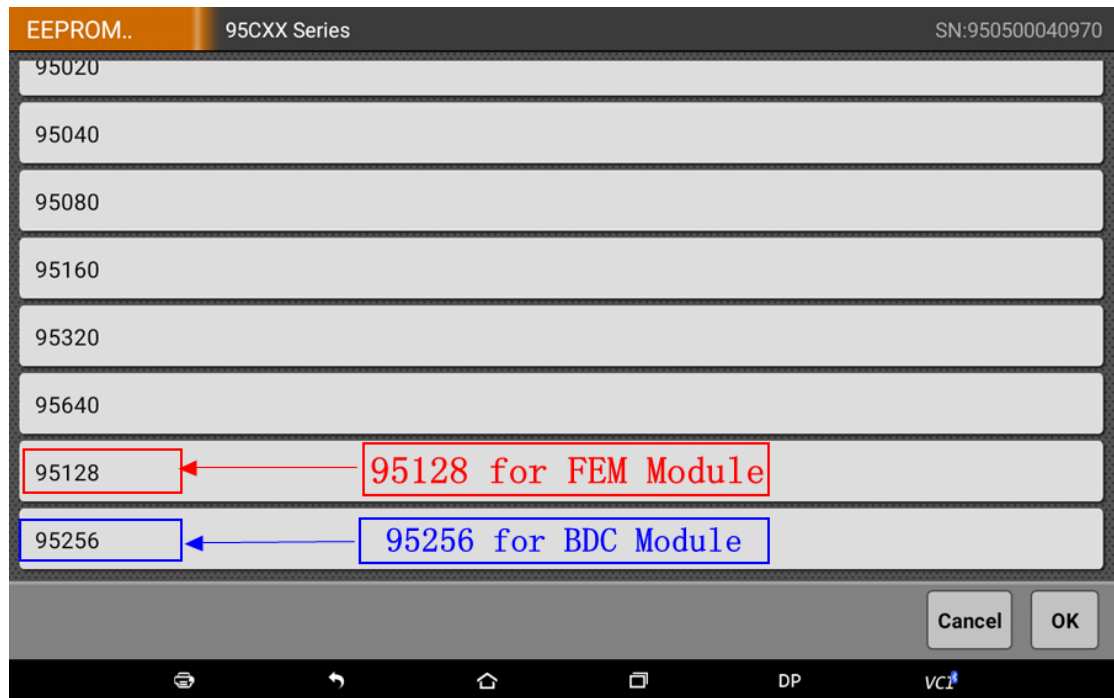 EEPROM.. 95CXX Series SN:950500040970
95020
95040
95080
95160
95320
95640
95128 95128 for FEM Module
95256 95256 for BDC Module
Cancel OK
DP VCI